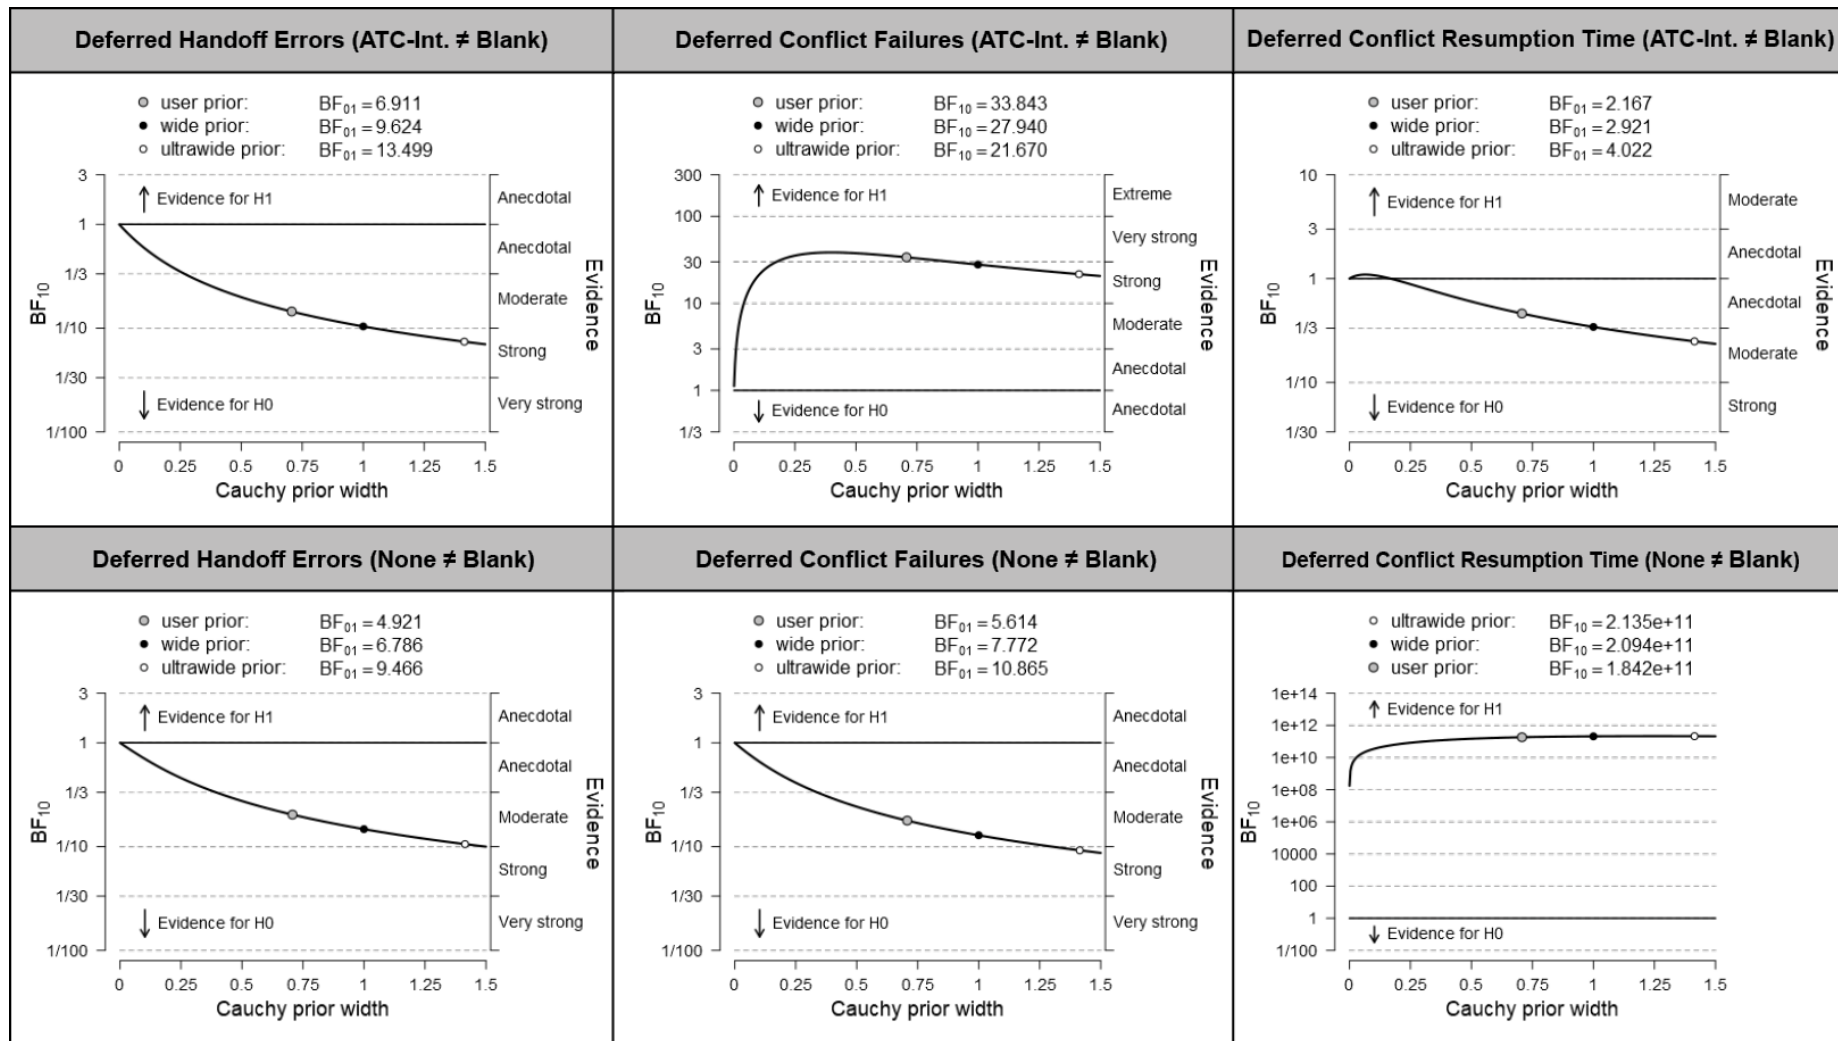 Deferred Handoff Errors (ATC-Int. ≠ Blank)
user prior: BF01 = 6.911
wide prior: BF01 = 9.624
ultrawide prior: BF01 = 13.499
3
1
1/3
1/10
1/30
1/100
BF10
Evidence for H1
Evidence for H0
Anecdotal
Anecdotal
Moderate
Strong
Very strong
Evidence
0 0.25 0.5 0.75 1 1.25 1.5
Cauchy prior width
Deferred Conflict Failures (ATC-Int. ≠ Blank)
user prior: BF10 = 33.843
wide prior: BF10 = 27.940
ultrawide prior: BF10 = 21.670
300
100
30
10
3
1
1/3
BF10
Evidence for H1
Evidence for H0
Extreme
Very strong
Strong
Moderate
Anecdotal
Anecdotal
Evidence
0 0.25 0.5 0.75 1 1.25 1.5
Cauchy prior width
Deferred Conflict Resumption Time (ATC-Int. ≠ Blank)
user prior: BF01 = 2.167
wide prior: BF01 = 2.921
ultrawide prior: BF01 = 4.022
10
3
1
1/3
1/10
1/30
BF10
Evidence for H1
Evidence for H0
Moderate
Anecdotal
Anecdotal
Moderate
Strong
Evidence
0 0.25 0.5 0.75 1 1.25 1.5
Cauchy prior width
Deferred Handoff Errors (None ≠ Blank)
user prior: BF01 = 4.921
wide prior: BF01 = 6.786
ultrawide prior: BF01 = 9.466
3
1
1/3
1/10
1/30
1/100
BF10
Evidence for H1
Evidence for H0
Anecdotal
Anecdotal
Moderate
Strong
Very strong
Evidence
0 0.25 0.5 0.75 1 1.25 1.5
Cauchy prior width
Deferred Conflict Failures (None ≠ Blank)
user prior: BF01 = 5.614
wide prior: BF01 = 7.772
ultrawide prior: BF01 = 10.865
3
1
1/3
1/10
1/30
1/100
BF10
Evidence for H1
Evidence for H0
Anecdotal
Anecdotal
Moderate
Strong
Very strong
Evidence
0 0.25 0.5 0.75 1 1.25 1.5
Cauchy prior width
Deferred Conflict Resumption Time (None ≠ Blank)
ultrawide prior: BF10 = 2.135e+11
wide prior: BF10 = 2.094e+11
user prior: BF10 = 1.842e+11
1e+14
1e+12
1e+10
1e+08
1e+06
10000
100
1
1/100
BF10
Evidence for H1
Evidence for H0
0 0.25 0.5 0.75 1 1.25 1.5
Cauchy prior width